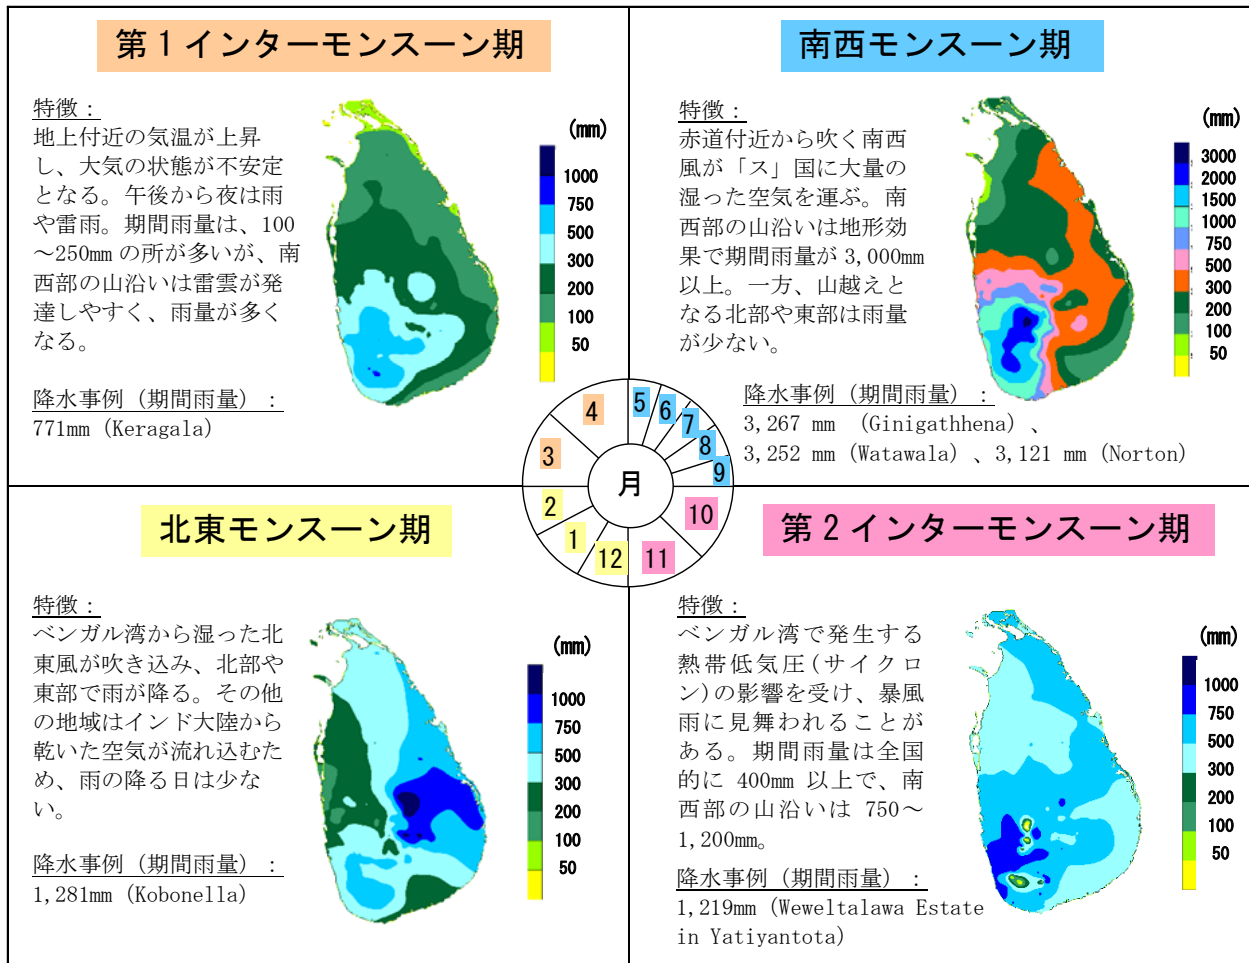 第1インターモンスーン期
特徴：
地上付近の気温が上昇
し、大気の状態が不安定
となる。午後から夜は雨
や雷雨。期間雨量は、100
～250mm の所が多いが、南
西部の山沿いは雷雲が発
達しやすく、雨量が多く
なる。
降水事例（期間雨量）：
771mm (Keragala)
(mm)
1000
750
500
300
200
100
50
南西モンスーン期
特徴：
赤道付近から吹く南西
風が「ス」国に大量の
湿った空気を運ぶ。南
西部の山沿いは地形効
果で期間雨量が 3,000mm
以上。一方、山越えと
なる北部や東部は雨量
が少ない。
降水事例（期間雨量）：
3,267 mm （Ginigathhena）、
3,252 mm (Watawala) 、3,121 mm (Norton)
(mm)
3000
2000
1500
1000
750
500
300
200
100
50
月
5
6
7
8
9
10
11
12
1
2
3
4
北東モンスーン期
特徴：
ベンガル湾から湿った北
東風が吹き込み、北部や
東部で雨が降る。その他
の地域はインド大陸から
乾いた空気が流れ込むた
め、雨の降る日は少な
い。
降水事例（期間雨量）：
1,281mm (Kobonella)
(mm)
1000
750
500
300
200
100
50
第2インターモンスーン期
特徴：
ベンガル湾で発生する
熱帯低気圧(サイクロ
ン)の影響を受け、暴風
雨に見舞われることが
ある。期間雨量は全国
的に 400mm 以上で、南
西部の山沿いは 750～
1,200mm。
降水事例（期間雨量）：
1,219mm (Weweltalawa Estate
in Yatiyantota)
(mm)
1000
750
500
300
200
100
50